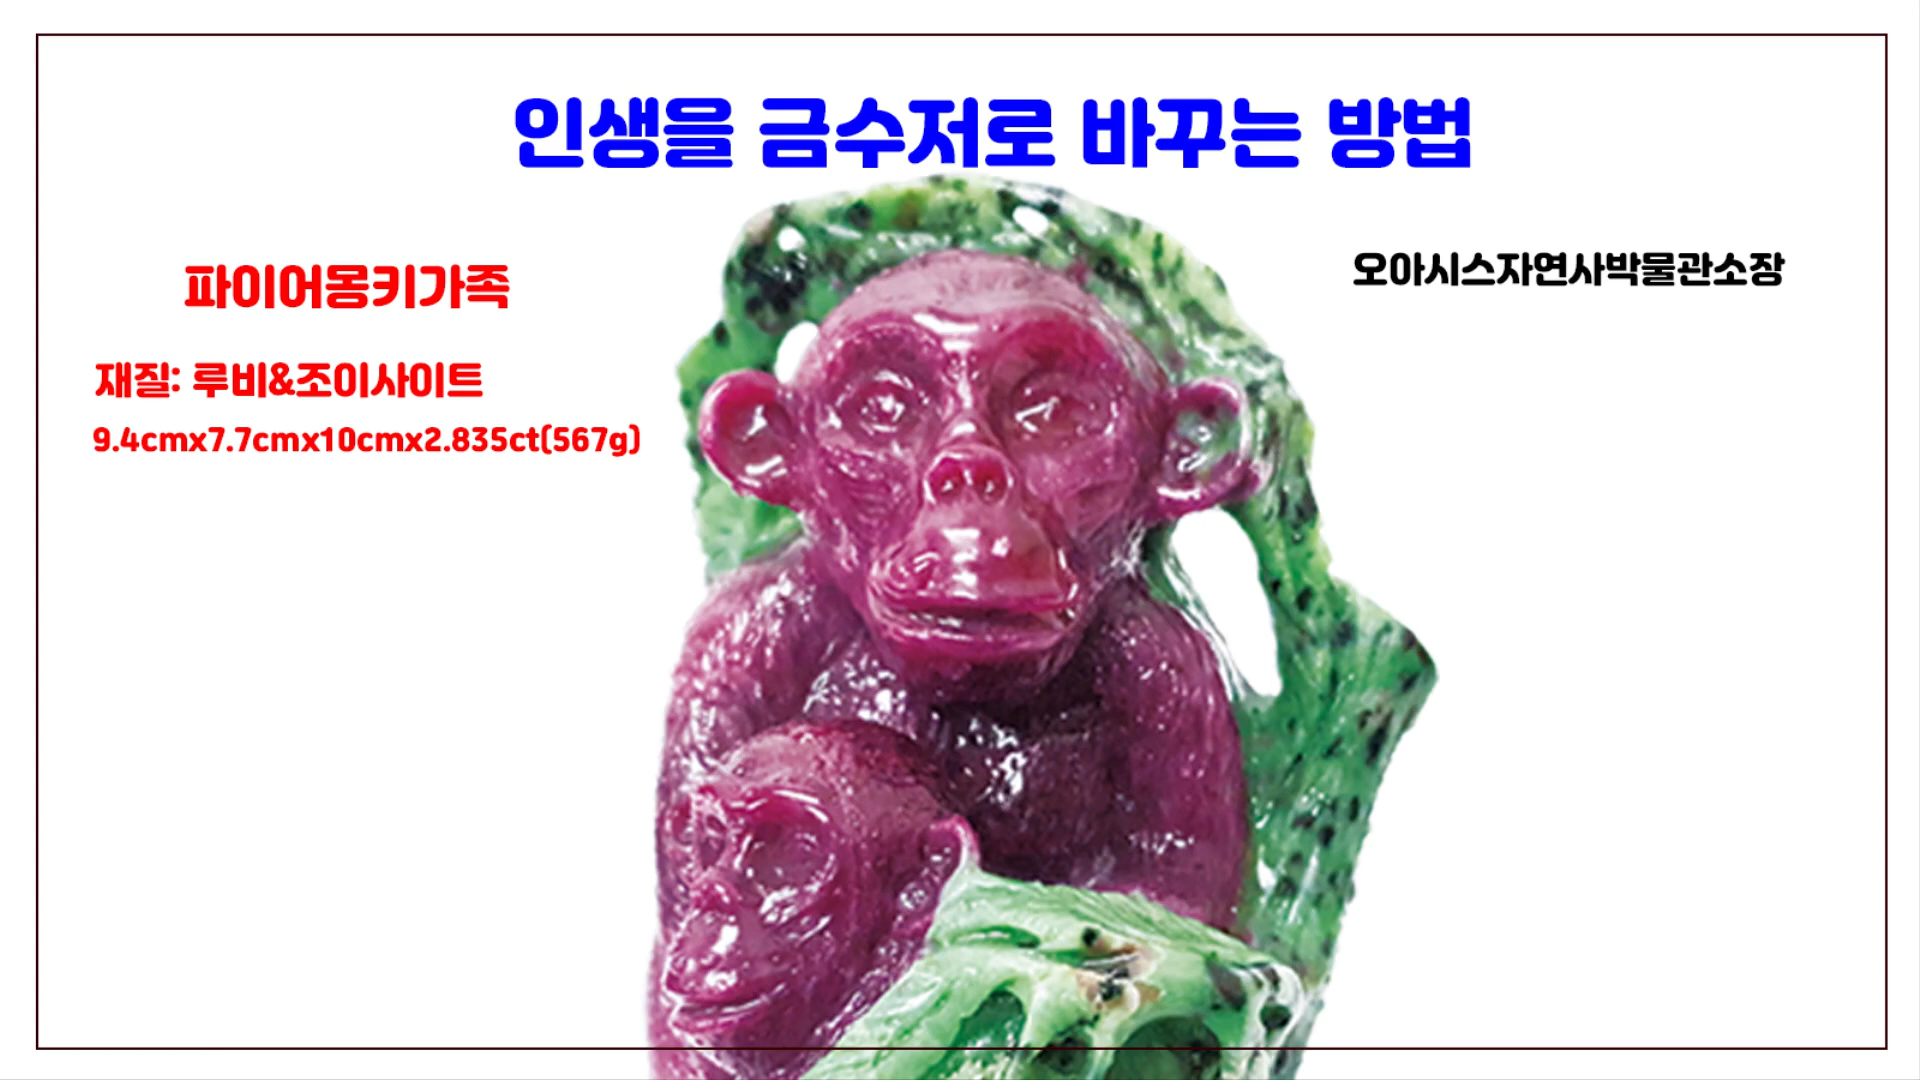 인생을 금수저로 바꾸는 방법
파이어몽키가족
오아시스자연사박물관소장
재질: 루비&조이사이트
9.4cmx7.7cmx10cmx2.835ct(567g)